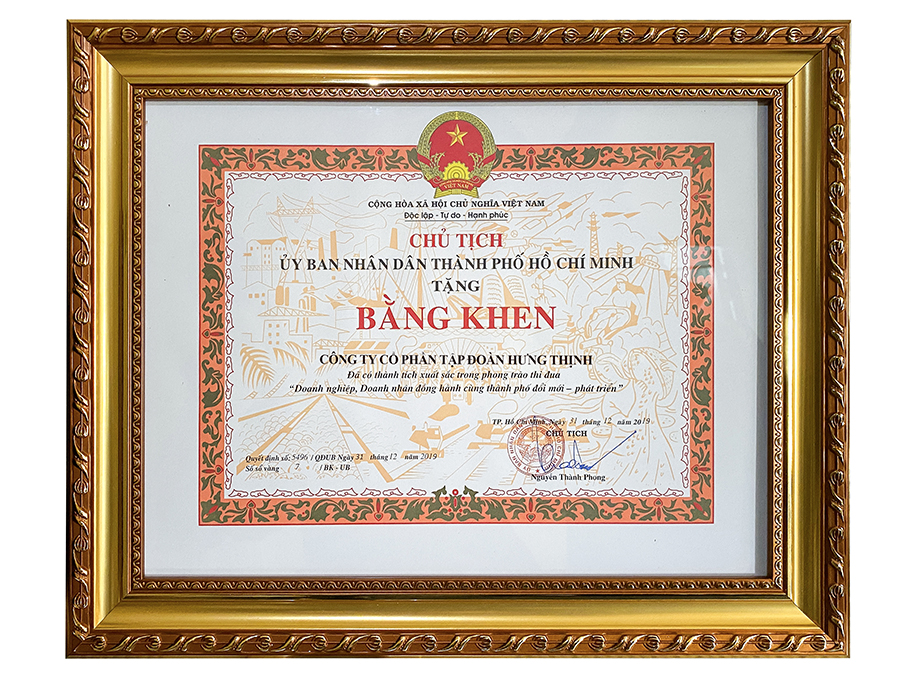 VIỆT NAM
CỘNG HÒA XÃ HỘI CHỦ NGHĨA VIỆT NAM
Độc lập - Tự do - Hạnh phúc
CHỦ TỊCH
ỦY BAN NHÂN DÂN THÀNH PHỐ HỒ CHÍ MINH
TẶNG
BẰNG KHEN
CÔNG TY CỔ PHẦN TẬP ĐOÀN HƯNG THỊNH
Đã có thành tích xuất sắc trong phong trào thi đua
“Doanh nghiệp, Doanh nhân đồng hành cùng thành phố đổi mới – phát triển”
TP. Hồ Chí Minh, Ngày 31 tháng 12 năm 2019
CHỦ TỊCH
Quyết định số: 5496 / QĐUB Ngày 31 tháng 12 năm 2019
Số sổ vàng 7 / BK - UB
Nguyễn Thành Phong